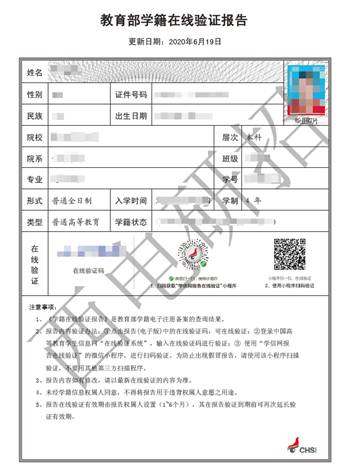 教育部学籍在线验证报告
更新日期：2020年6月19日
姓名
性别
证件号码
民族
出生日期
院校
层次 本科
院系
班级
专业
学号
形式 普通全日制 入学时间 学制 4 年
类型 普通高等教育 学籍状态
在线验证
在线验证码
1、扫码获取“学信网报告在线验证”小程序
2、使用小程序扫码验证
注意事项：
1、《学籍在线验证报告》是教育部学籍电子注册备案的查询结果。
2、报告内容验证办法：①点击报告（电子版）中的在线验证码，可在线验证；②登录中国高
等教育学生信息网“在线验证系统”，输入在线验证码进行验证；③ 使用“学信网报
告在线验证”的微信小程序，进行扫码验证。为防止出现假报告，请使用该小程序扫描
验证，不要用其他第三方扫描程序。
3、报告内容如有修改，请以最新在线验证的内容为准。
4、未经学籍信息权属人同意，不得将报告用于违背权属人意愿之用途。
5、报告在线验证有效期由报告权属人设置（1~6个月），其在报告验证到期前可再次延长验
证有效期。
CHSI
西电研招